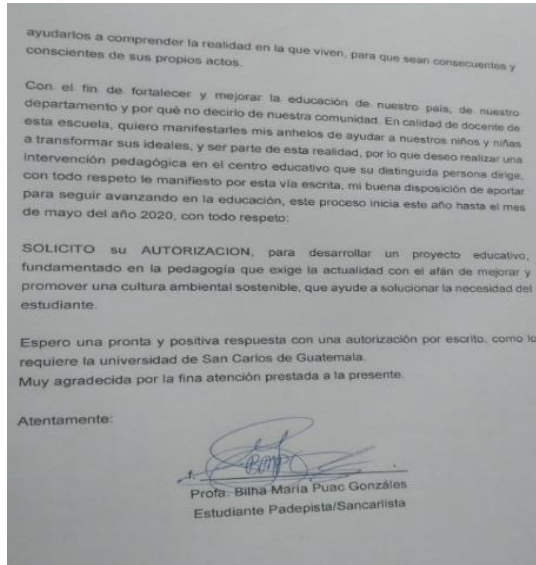 ayudarlos a comprender la realidad en la que viven, para que sean consecuentes y
conscientes de sus propios actos.
Con el fin de fortalecer y mejorar la educación de nuestro país, de nuestro
departamento y por qué no decirlo de nuestra comunidad. En calidad de docente de
esta escuela, quiero manifestarles mis anhelos de ayudar a nuestros niños y niñas
a transformar sus ideales, y ser parte de esta realidad, por lo que deseo realizar una
intervención pedagógica en el centro educativo que su distinguida persona dirige,
con todo respeto le manifiesto por esta vía escrita, mi buena disposición de aportar
para seguir avanzando en la educación, este proceso inicia este año hasta el mes
de mayo del año 2020, con todo respeto:
SOLICITO su AUTORIZACION, para desarrollar un proyecto educativo,
fundamentado en la pedagogía que exige la actualidad con el afán de mejorar y
promover una cultura ambiental sostenible, que ayude a solucionar la necesidad del
estudiante.
Espero una pronta y positiva respuesta con una autorización por escrito, como lo
requiere la universidad de San Carlos de Guatemala.
Muy agradecida por la fina atención prestada a la presente.
Atentamente:
Profa. Bilha María Puac Gonzáles
Estudiante Padepista/Sancarlista